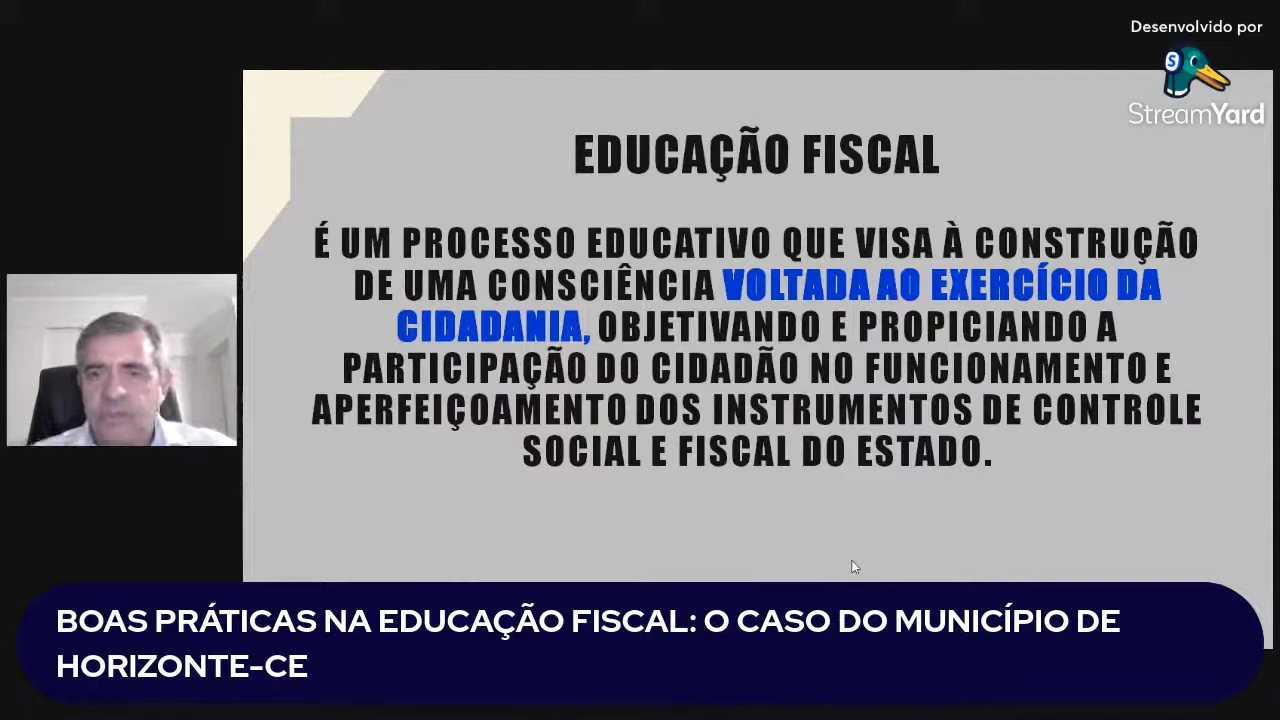 Desenvolvido por
StreamYard
EDUCAÇÃO FISCAL
É UM PROCESSO EDUCATIVO QUE VISA À CONSTRUÇÃO
DE UMA CONSCIÊNCIA VOLTADA AO EXERCÍCIO DA
CIDADANIA, OBJETIVANDO E PROPICIANDO A
PARTICIPAÇÃO DO CIDADÃO NO FUNCIONAMENTO E
APERFEIÇOAMENTO DOS INSTRUMENTOS DE CONTROLE
SOCIAL E FISCAL DO ESTADO.
BOAS PRÁTICAS NA EDUCAÇÃO FISCAL: O CASO DO MUNICÍPIO DE
HORIZONTE-CE